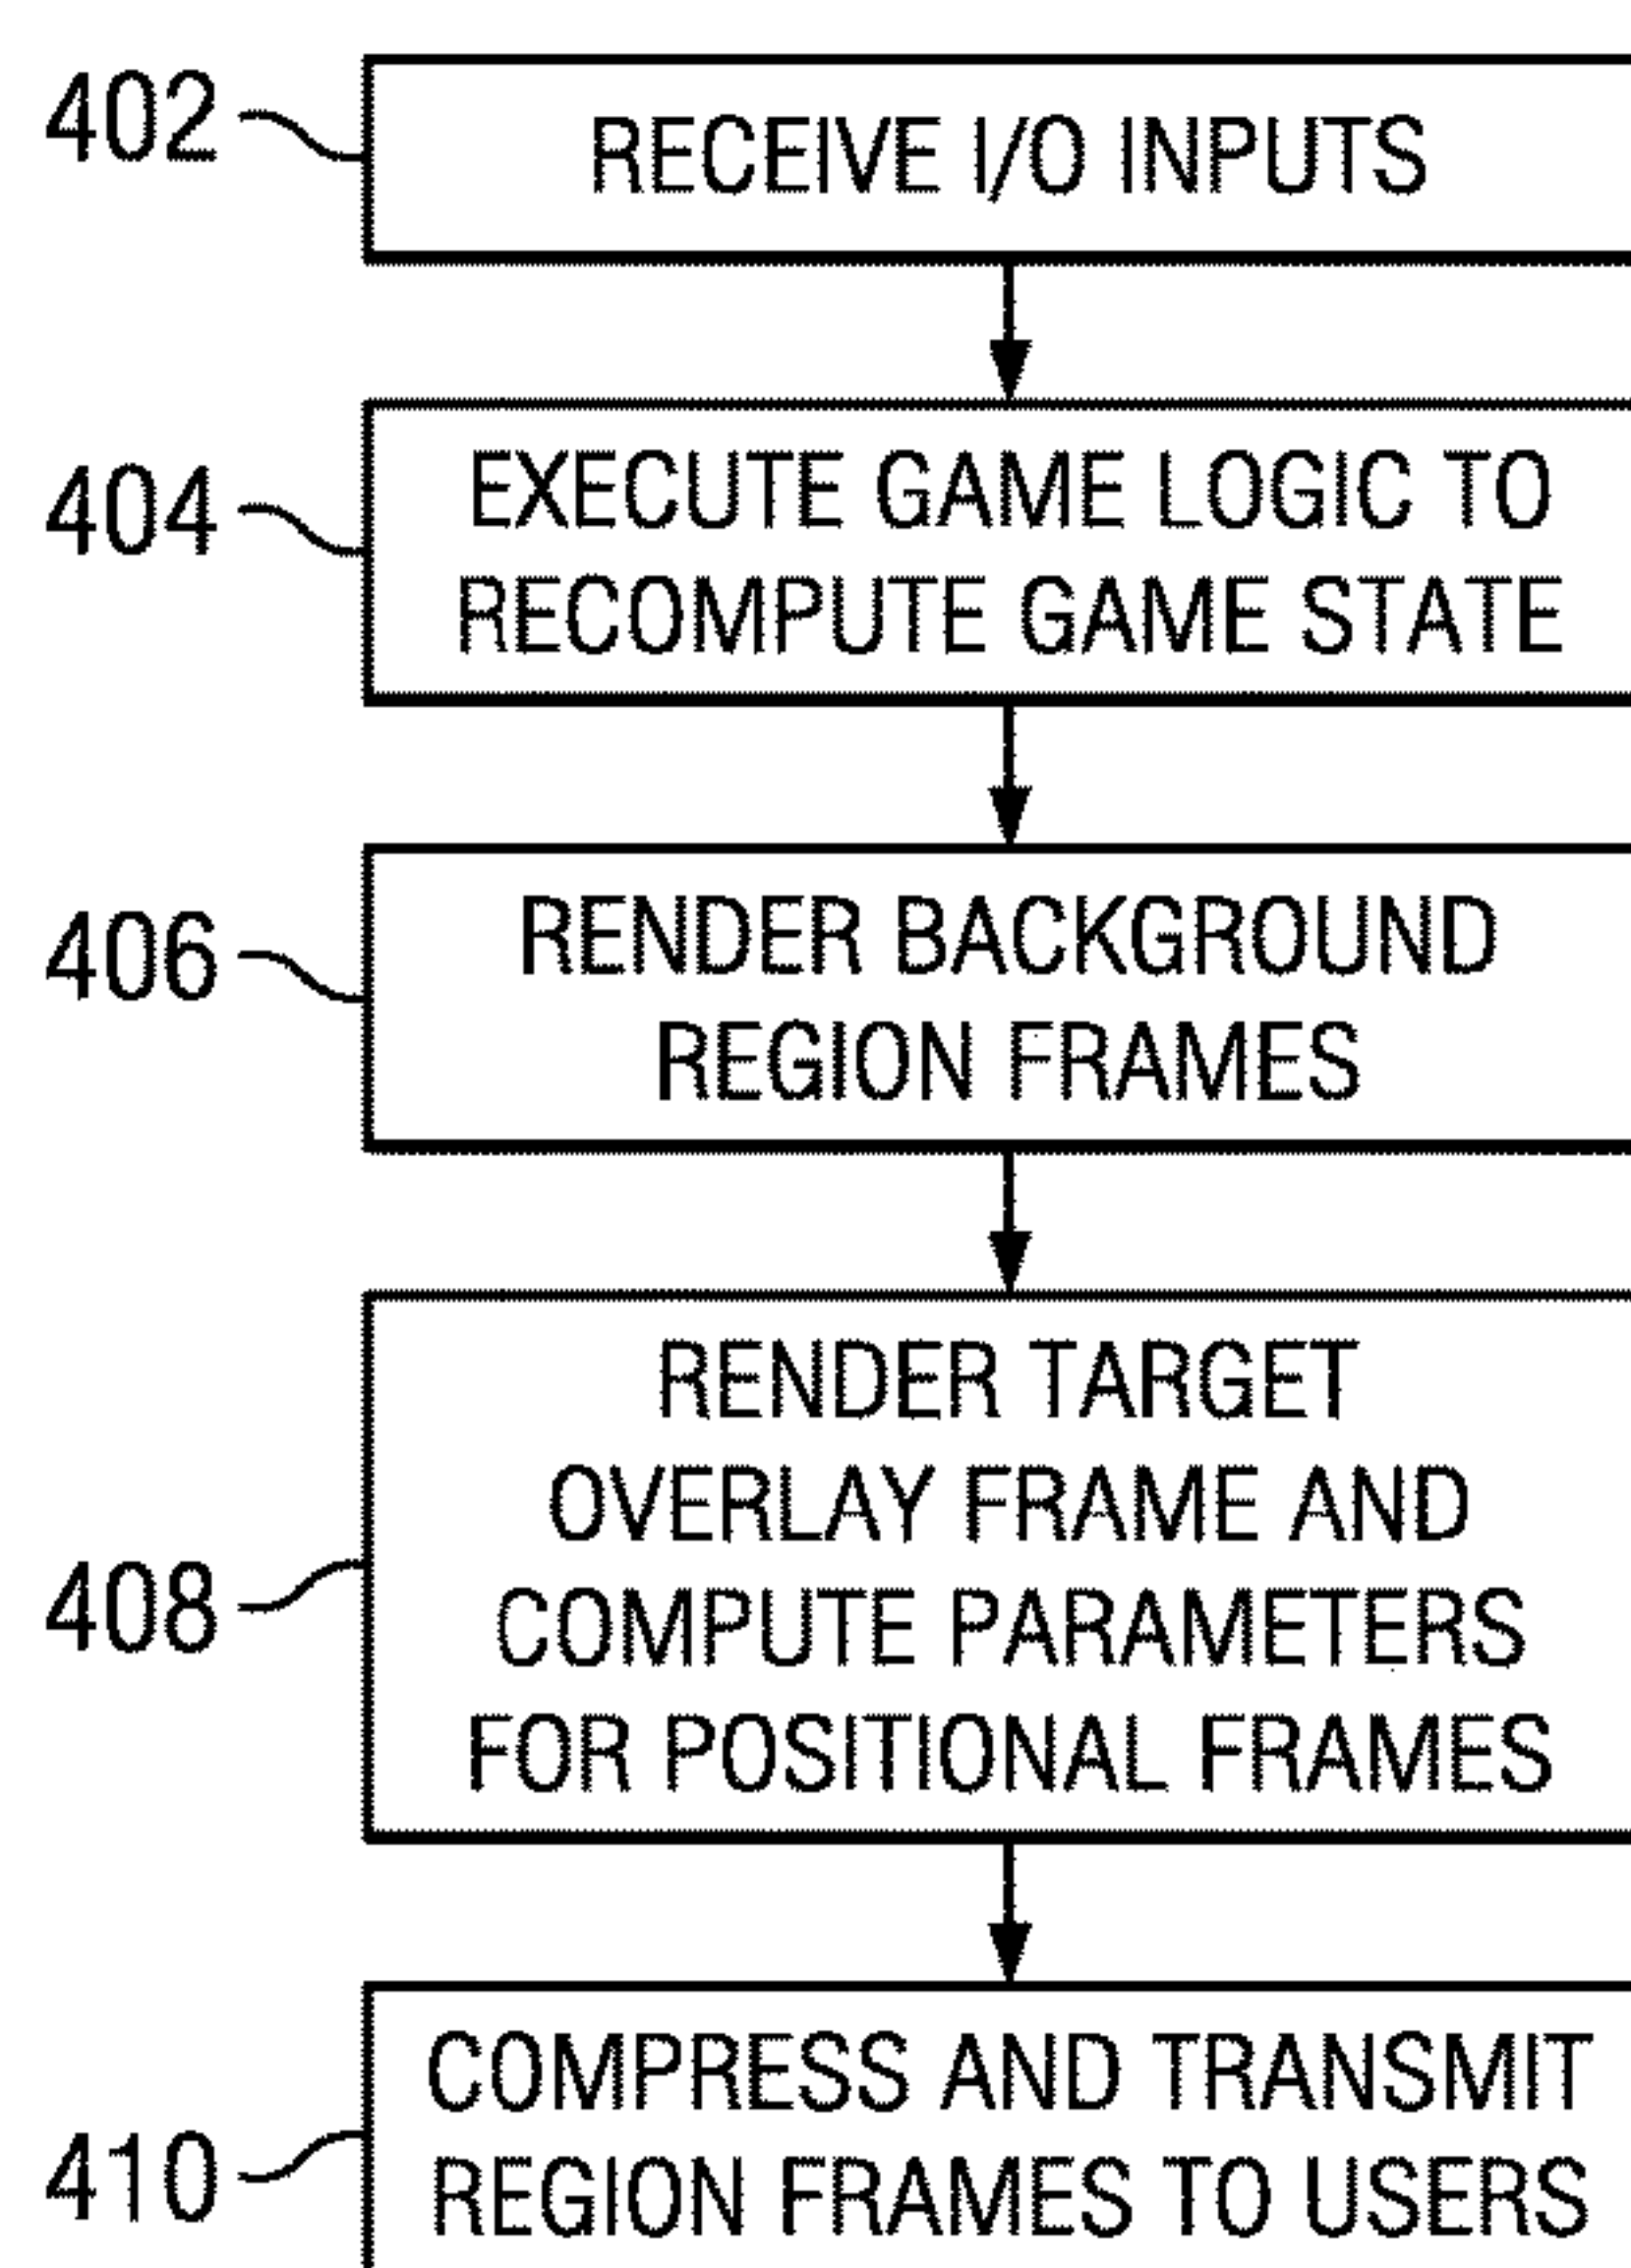 402
RECEIVE I/O INPUTS
404
EXECUTE GAME LOGIC TO
RECOMPUTE GAME STATE
406
RENDER BACKGROUND
REGION FRAMES
408
RENDER TARGET
OVERLAY FRAME AND
COMPUTE PARAMETERS
FOR POSITIONAL FRAMES
410
COMPRESS AND TRANSMIT
REGION FRAMES TO USERS